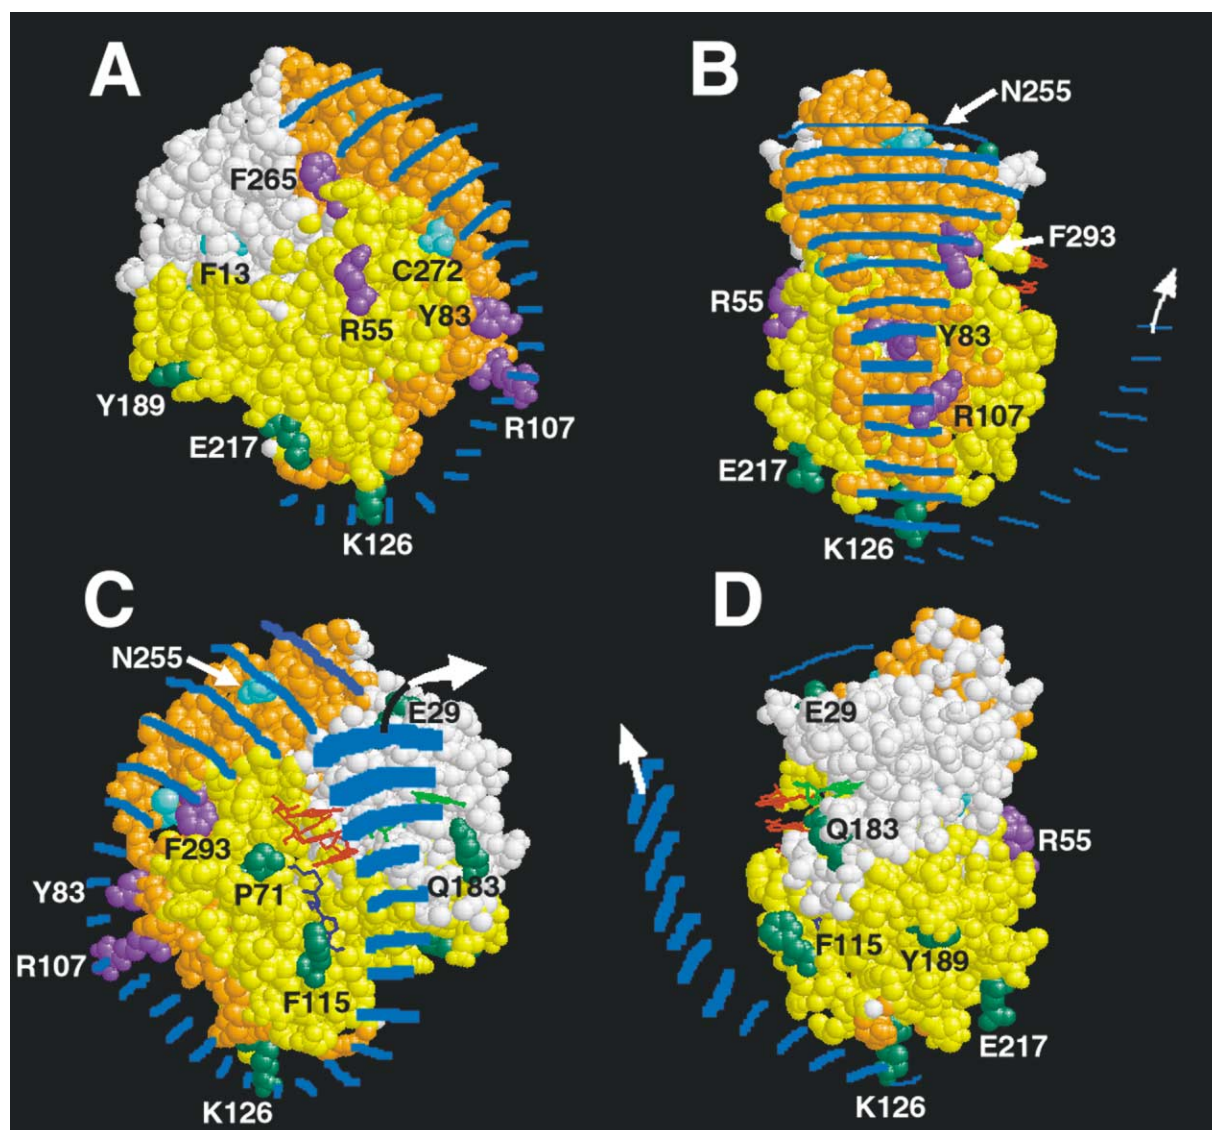 A
F265
F13
C272
R55
Y83
Y189
R107
E217
K126
B
N255
F293
R55
Y83
R107
E217
K126
C
N255
E29
F293
P71
Q183
Y83
R107
F115
K126
D
E29
Q183
R55
F115
Y189
E217
K126